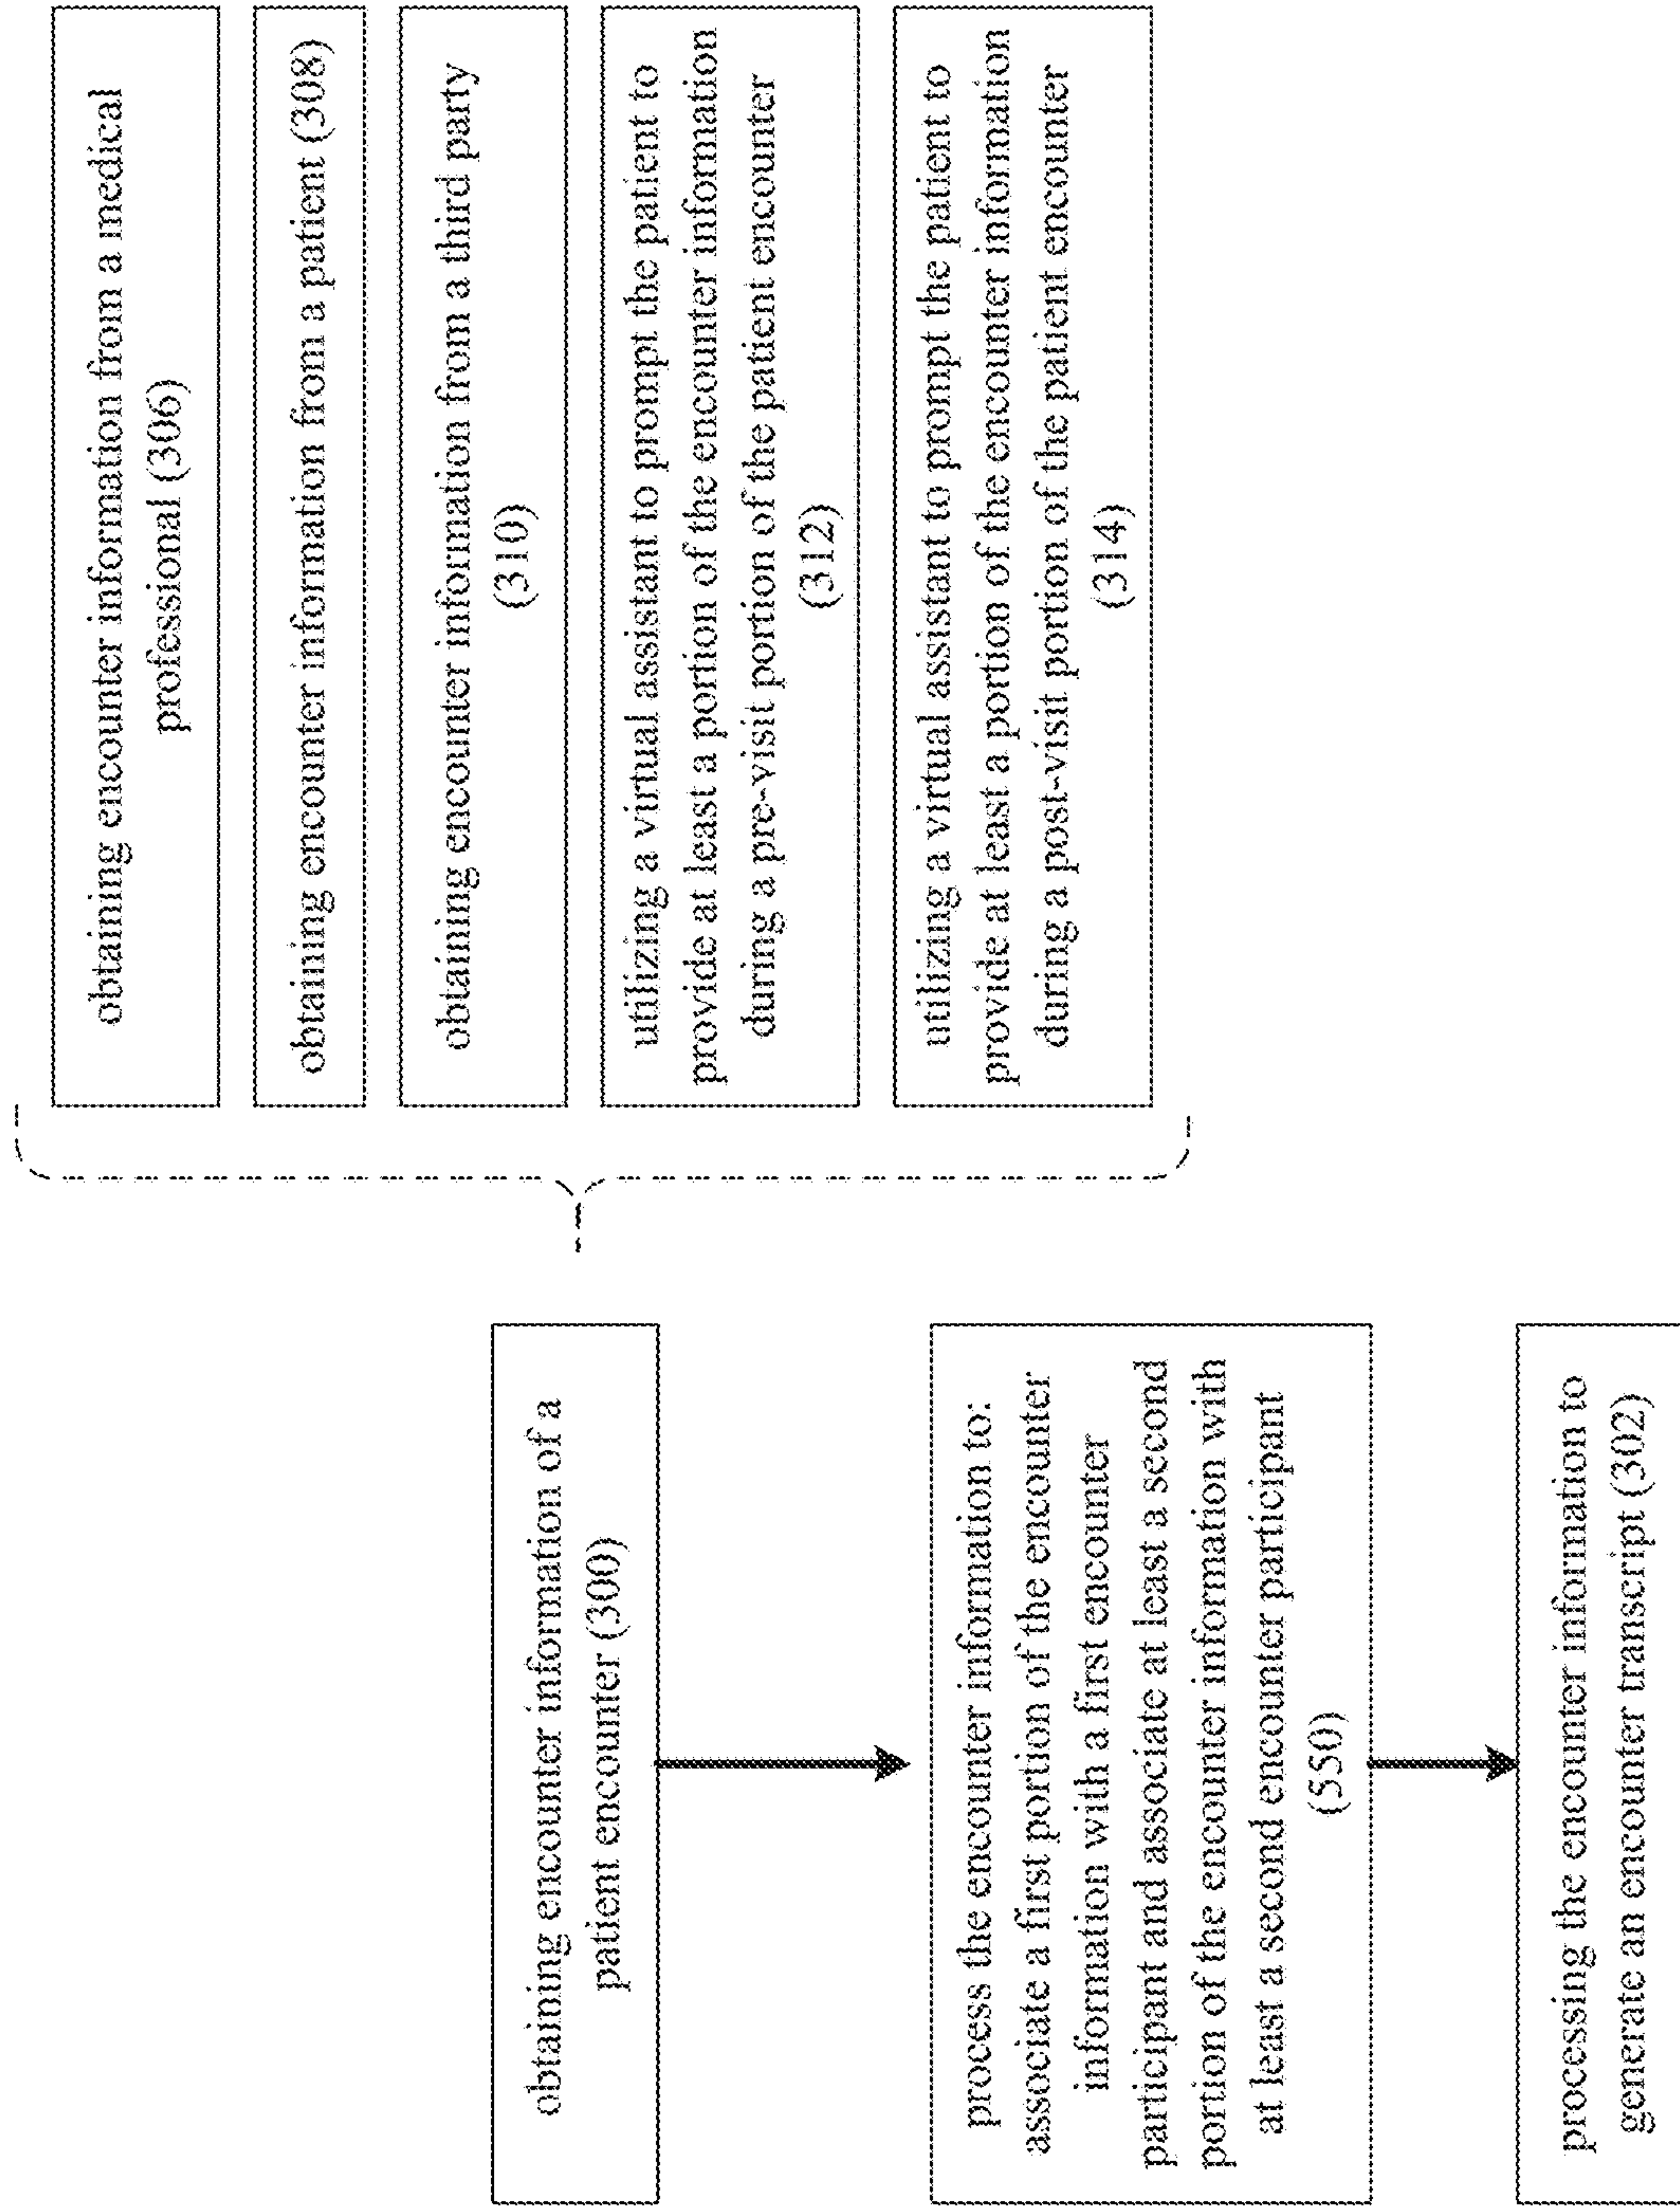 obtaining encounter information of a
patient encounter (300)
process the encounter information to:
associate a first portion of the encounter
information with a first encounter
participant and associate at least a second
portion of the encounter information with
at least a second encounter participant
(550)
processing the encounter information to
generate an encounter transcript (302)
obtaining encounter information from a medical
professional (306)
obtaining encounter information from a patient (308)
obtaining encounter information from a third party
(310)
utilizing a virtual assistant to prompt the patient to
provide at least a portion of the encounter information
during a pre-visit portion of the patient encounter
(312)
utilizing a virtual assistant to prompt the patient to
provide at least a portion of the encounter information
during a post-visit portion of the patient encounter
(314)